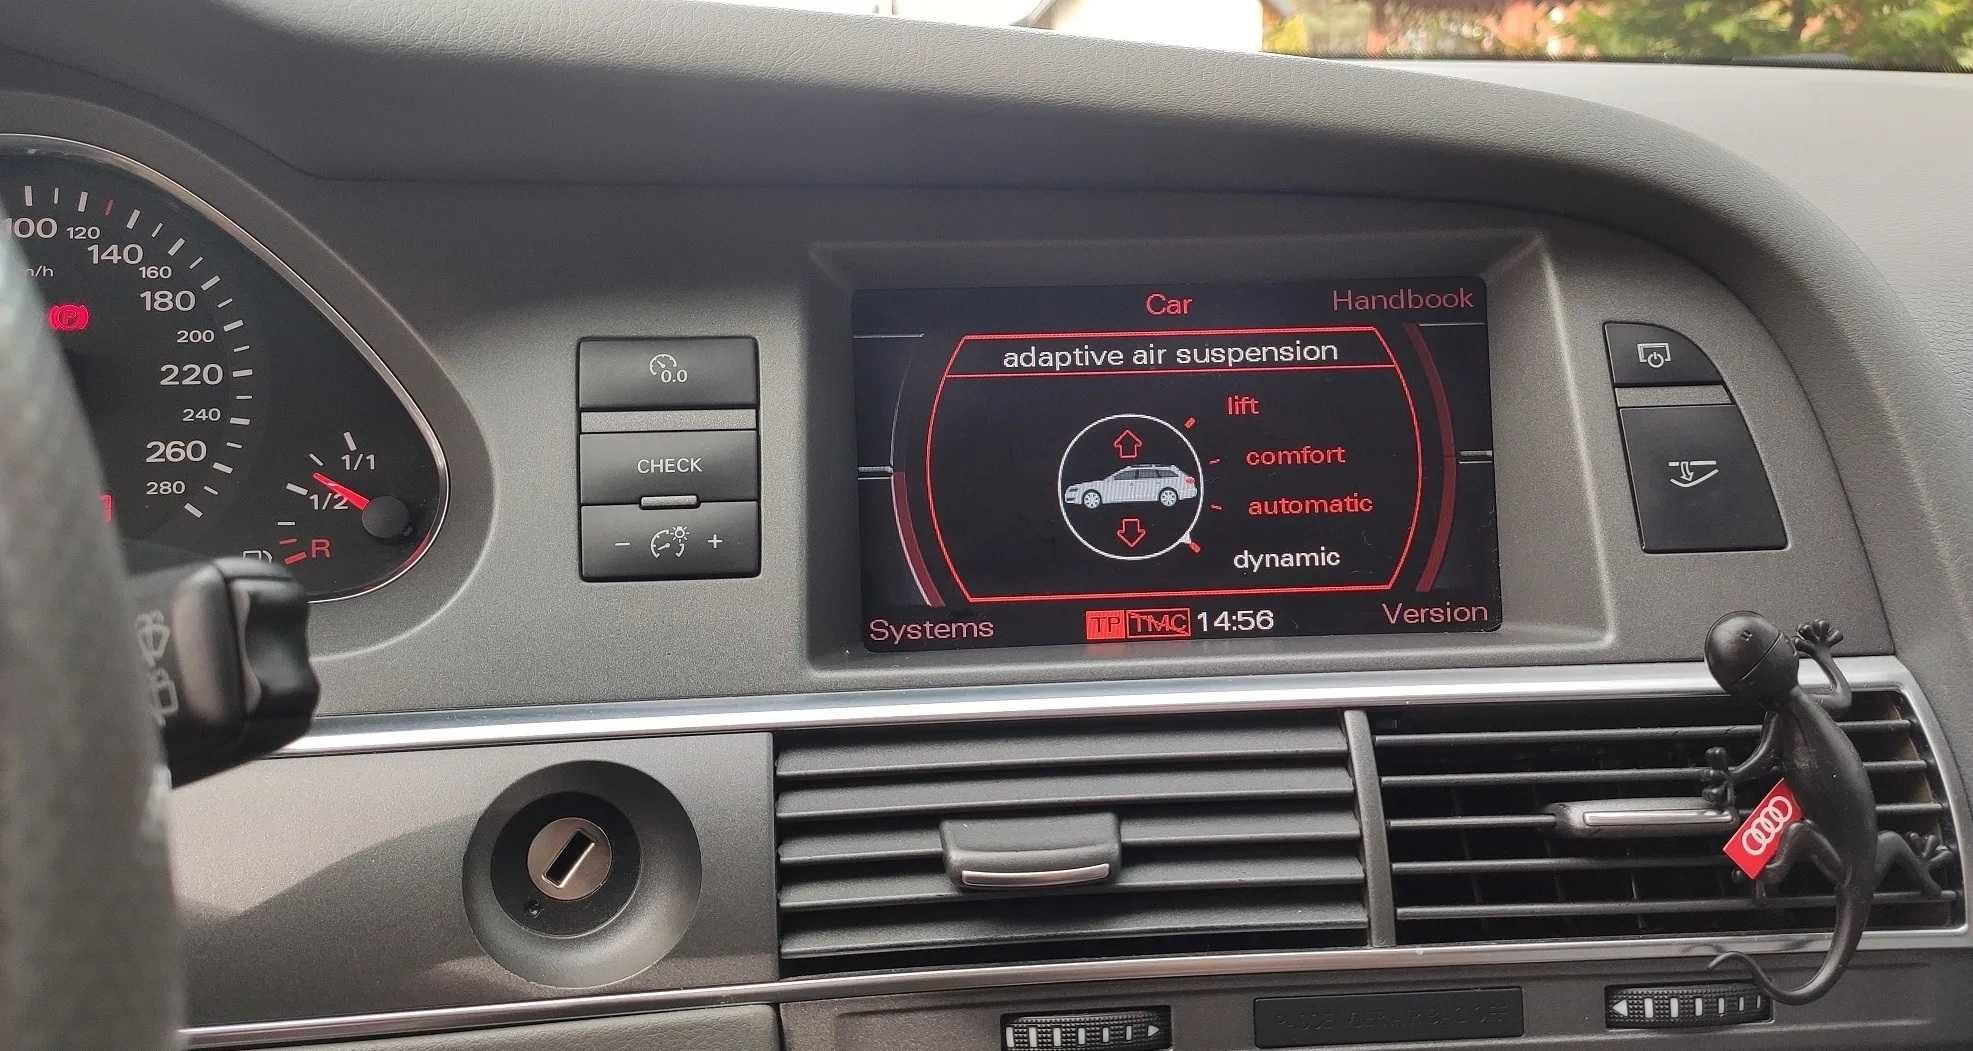 100
120
140
160
180
200
220
240
260
280
1/1
1/2
R
P
0.0
CHECK
- +
Car
Handbook
adaptive air suspension
lift
comfort
automatic
dynamic
Systems
TP TMC 14:56
Version